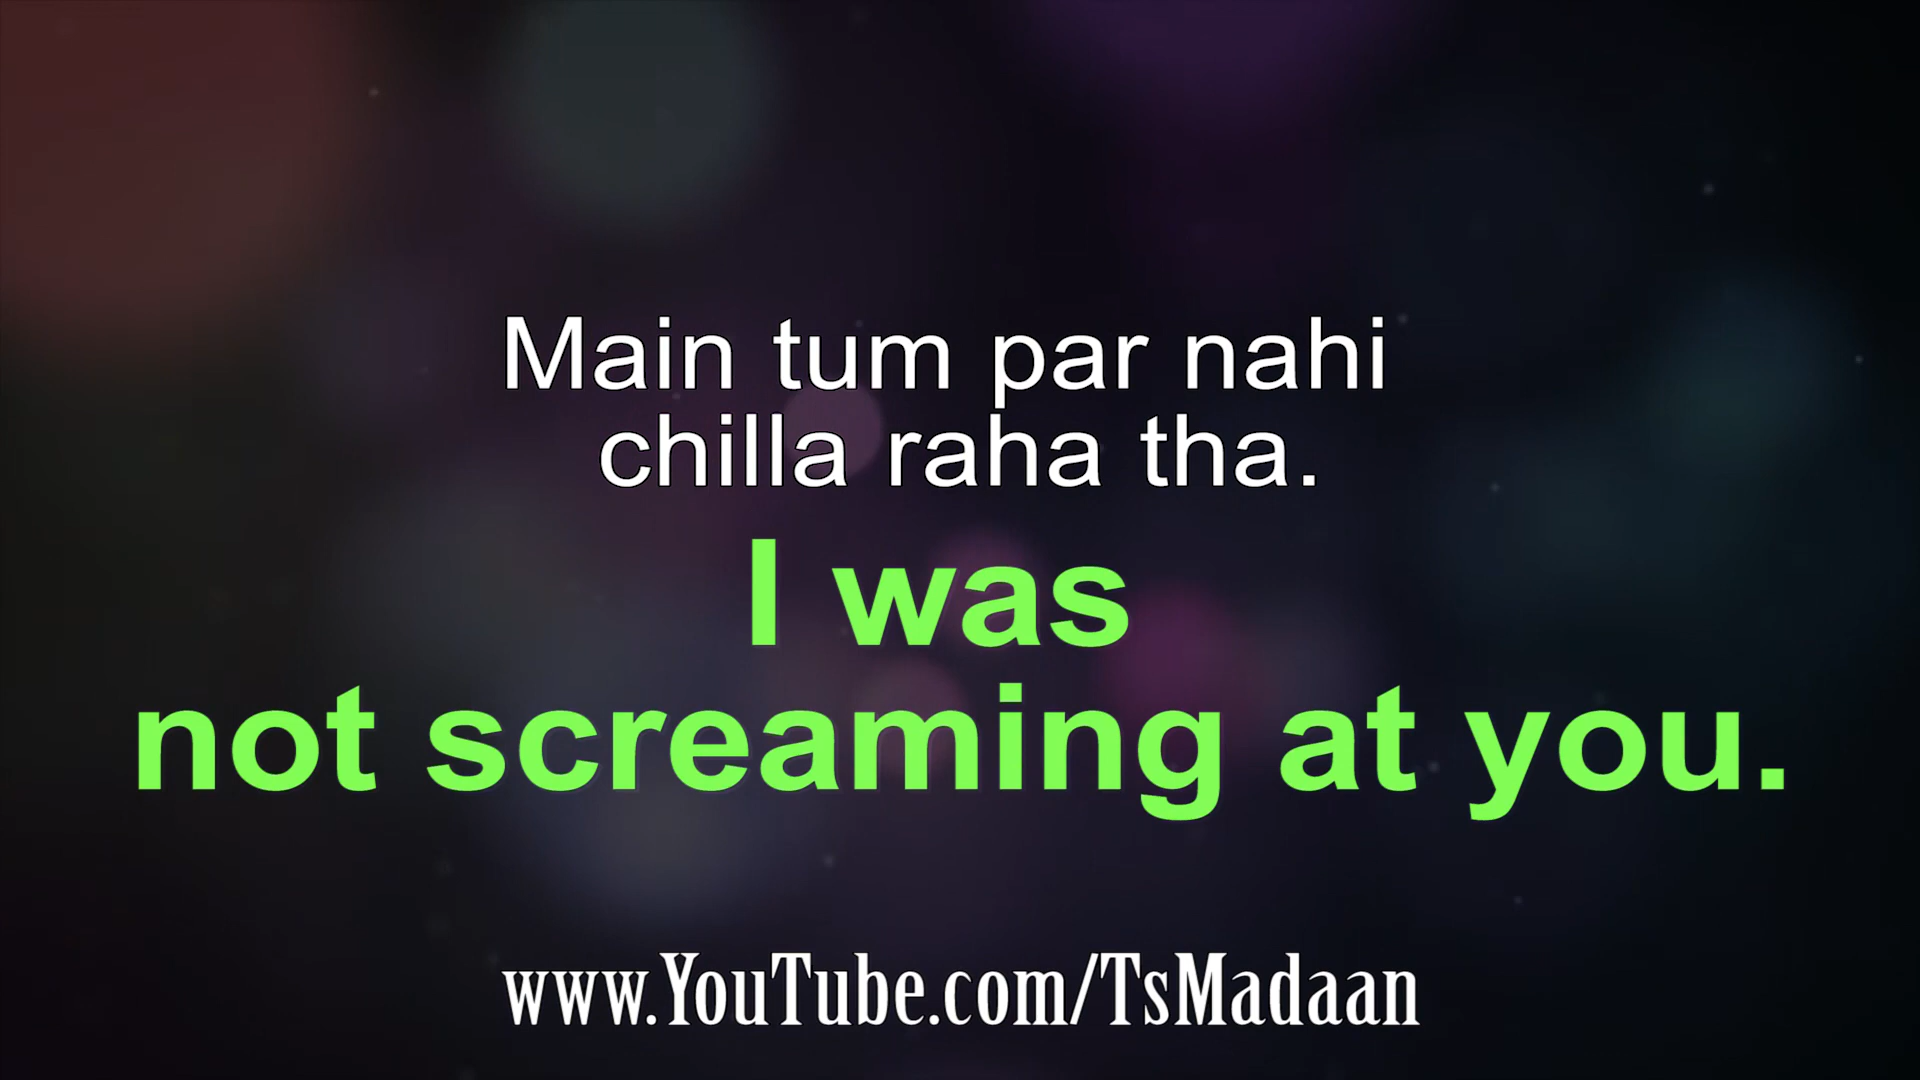 Main tum par nahi
chilla raha tha.
I was
not screaming at you.
www.YouTube.com/TsMadaan